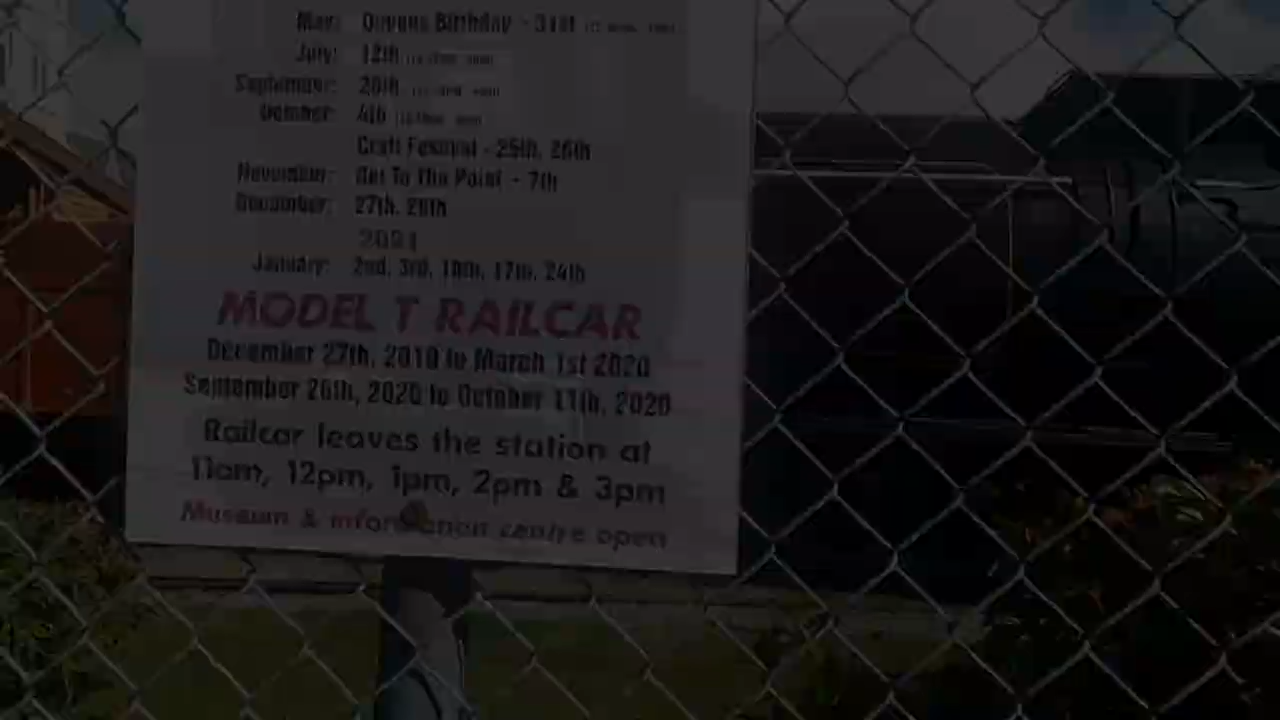 May: Queens Birthday - 31st
July: 12th
September: 20th
October: 4th
Craft Festival - 25th, 26th
November: Get To The Point - 7th
December: 27th, 28th
2021
January: 2nd, 3rd, 10th, 17th, 24th
MODEL T RAILCAR
December 27th, 2019 to March 1st 2020
September 26th, 2020 to October 11th, 2020
Railcar leaves the station at
11am, 12pm, 1pm, 2pm & 3pm
Museum & information centre open